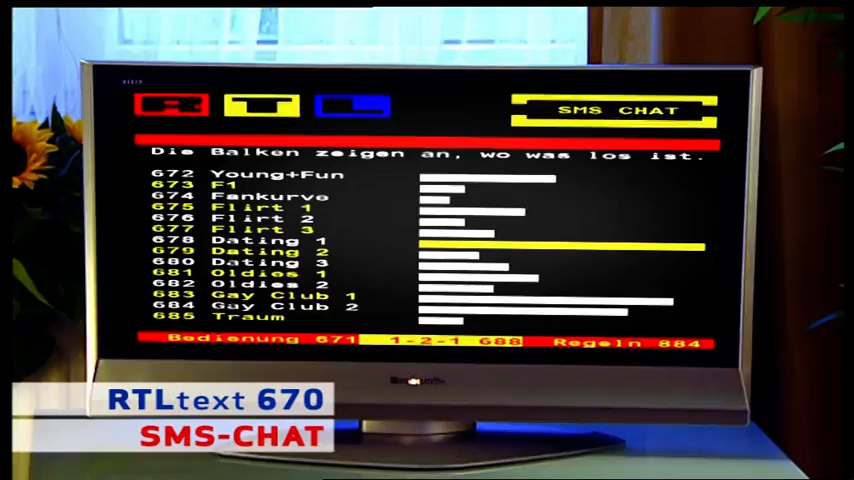 RTL
SMS CHAT
Die Balken zeigen an, wo was los ist.
672 Young+Fun
673 F1
674 Fankurve
675 Flirt 1
676 Flirt 2
677 Flirt 3
678 Dating 1
679 Dating 2
680 Dating 3
681 Oldies 1
682 Oldies 2
683 Gay Club 1
684 Gay Club 2
685 Traum
Bedienung 671 1-2-1 688 Regeln 884
RTLtext 670
SMS-CHAT